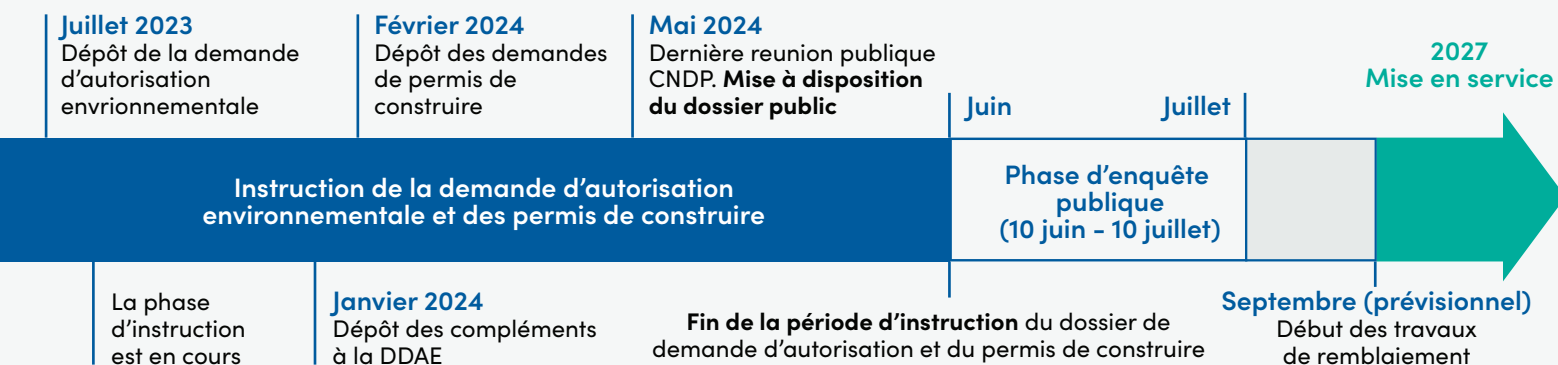 Juillet 2023
Dépôt de la demande
d'autorisation
envrionnementale
Février 2024
Dépôt des demandes
de permis de
construire
Mai 2024
Dernière reunion publique
CNDP. Mise à disposition
du dossier public
Juin
Juillet
2027
Mise en service
Instruction de la demande d'autorisation
environnementale et des permis de construire
Phase d'enquête
publique
(10 juin - 10 juillet)
La phase
d'instruction
est en cours
Janvier 2024
Dépôt des compléments
à la DDAE
Fin de la période d'instruction du dossier de
demande d'autorisation et du permis de construire
Septembre (prévisionnel)
Début des travaux
de remblaiement